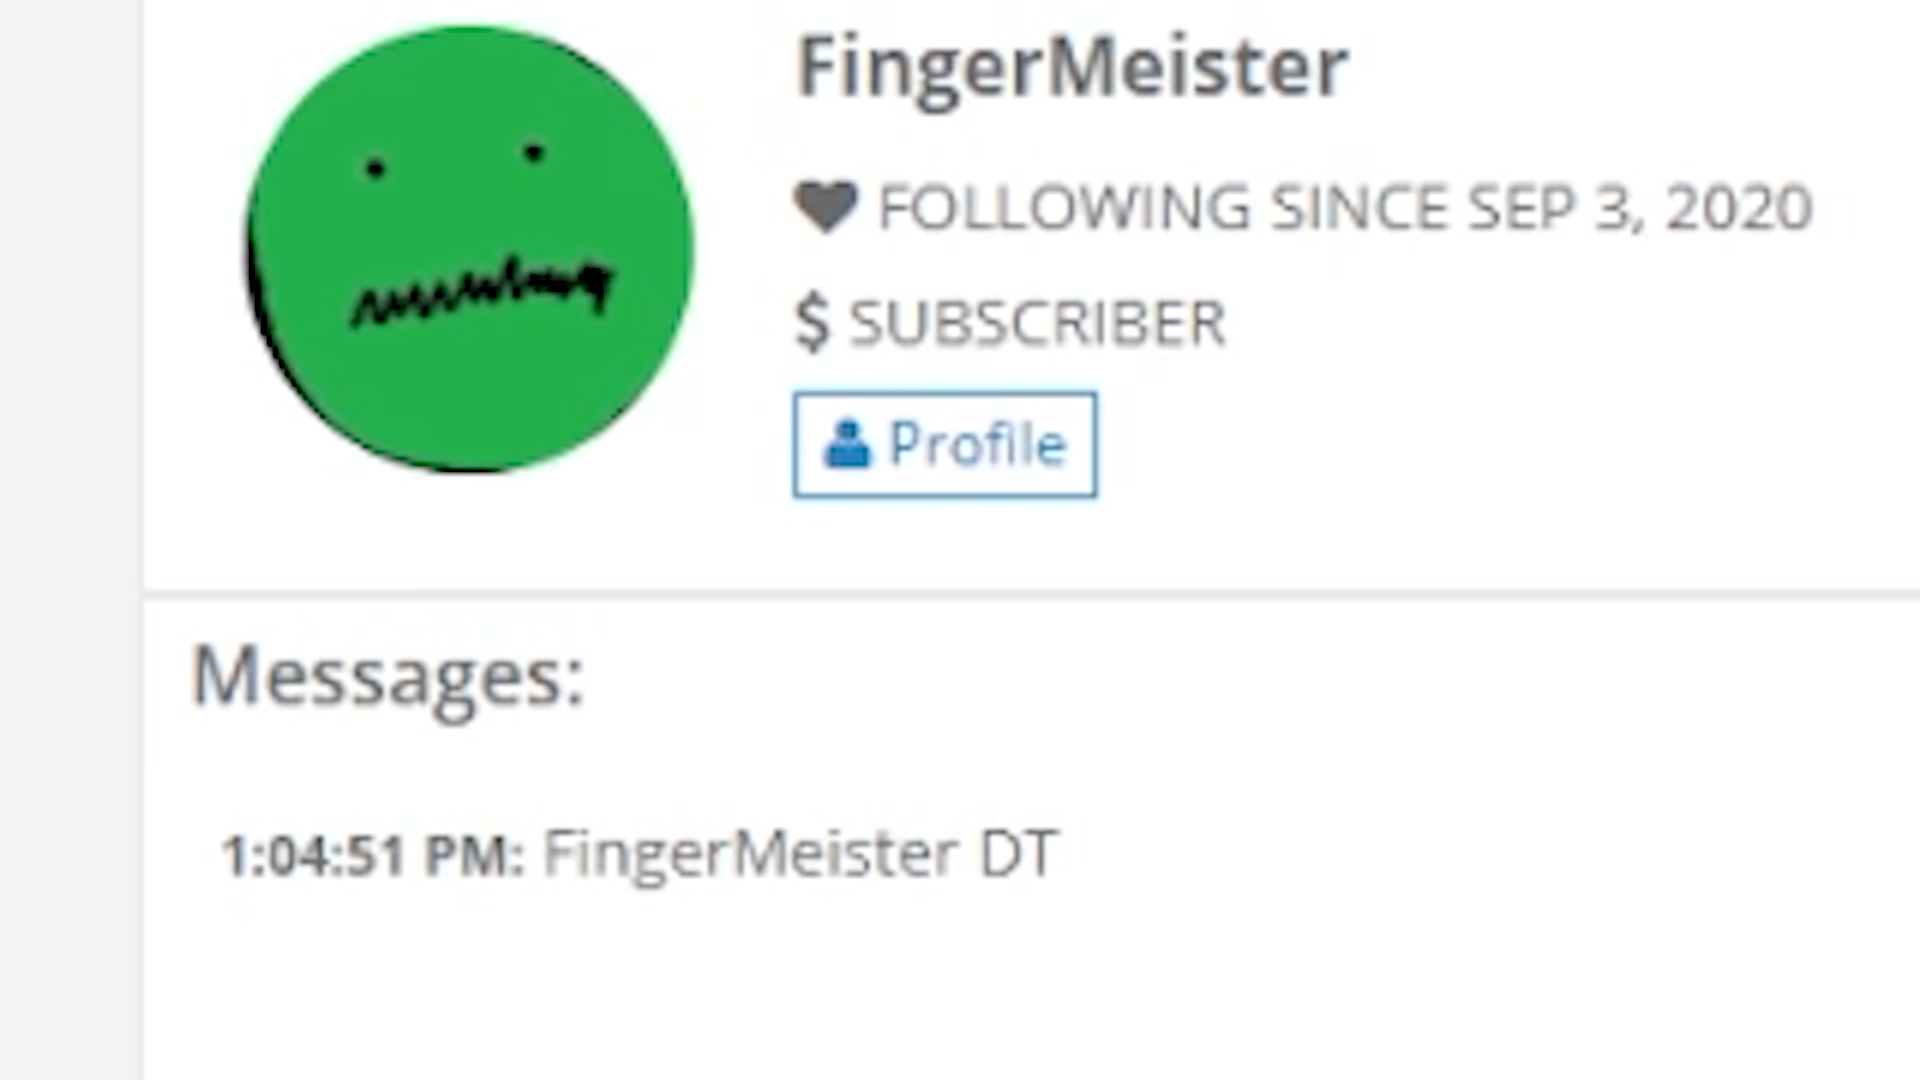 FingerMeister
FOLLOWING SINCE SEP 3, 2020
$ SUBSCRIBER
Profile
Messages:
1:04:51 PM: FingerMeister DT